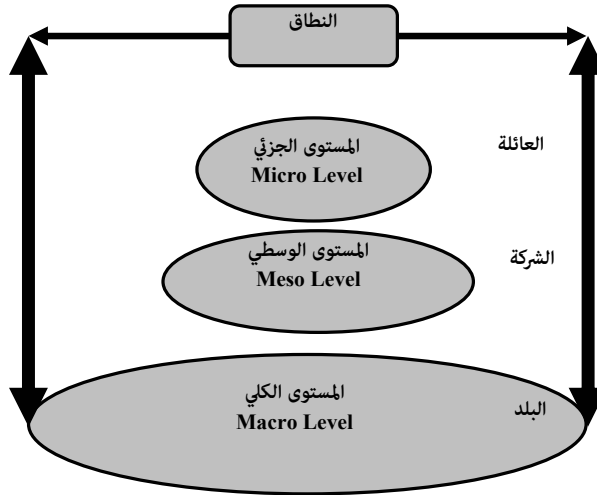 النطاق
المستوى الجزئي
Micro Level
العائلة
المستوى الوسطي
Meso Level
الشركة
المستوى الكلي
Macro Level
البلد